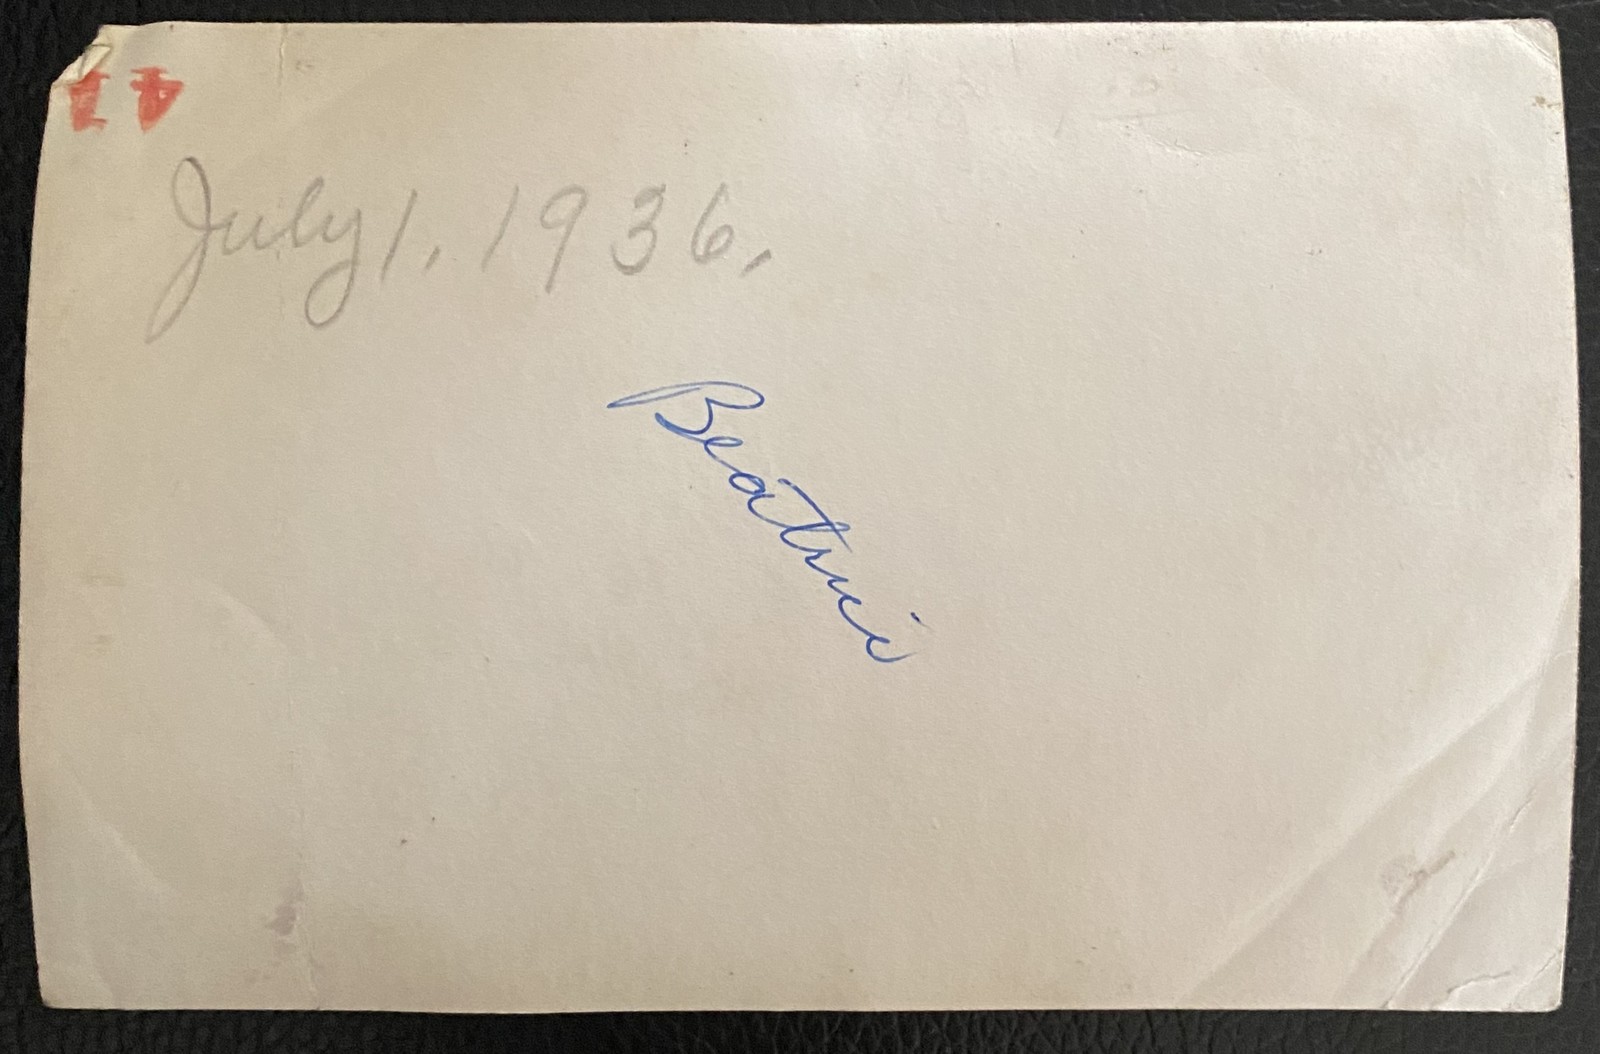 July 1, 1936.
Beatrice